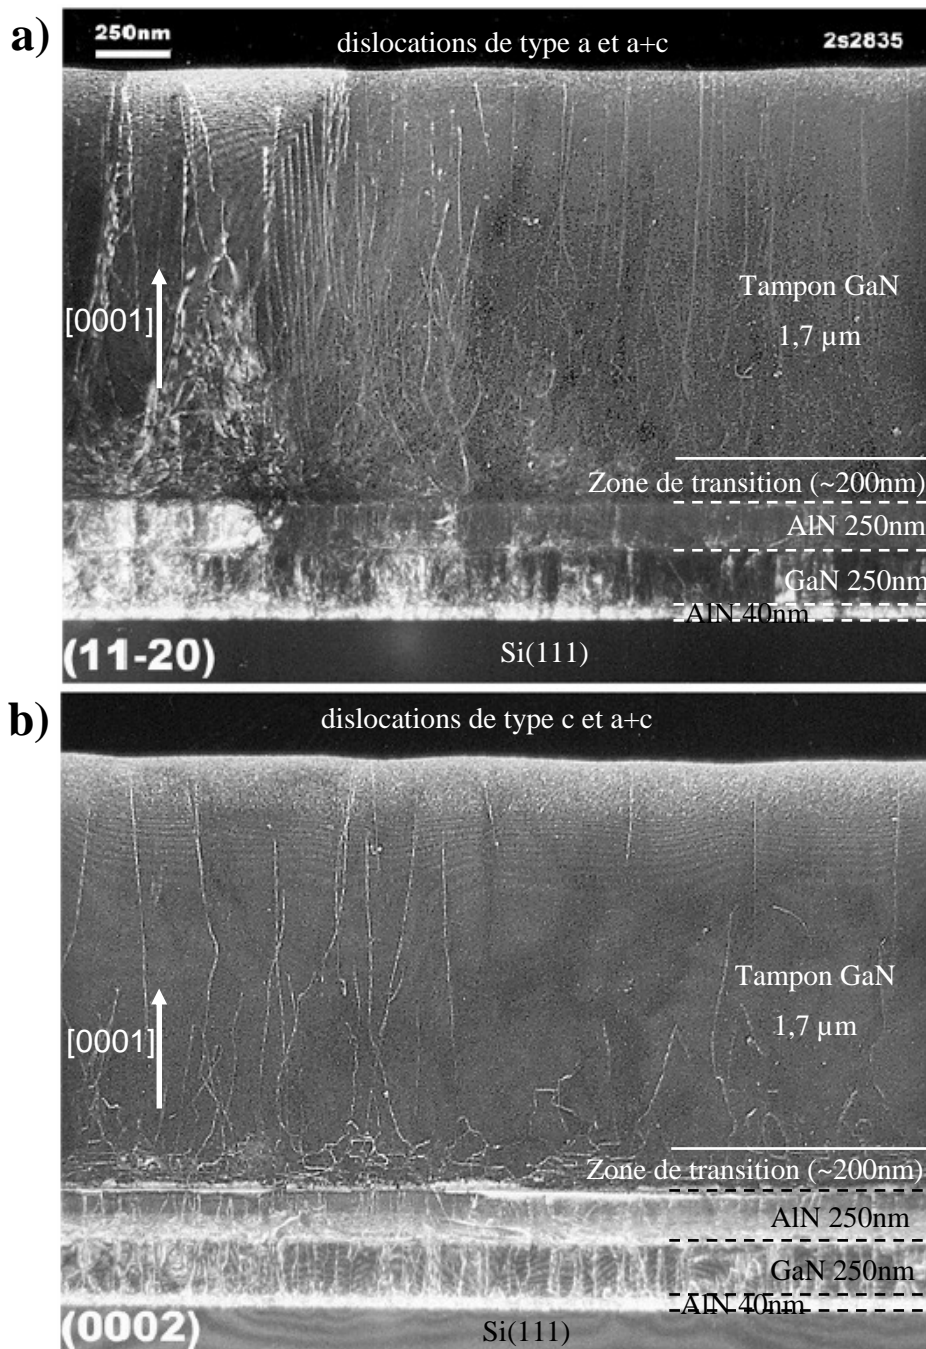 a)
250nm
dislocations de type a et a+c
2s2835
[0001]
Tampon GaN
1,7 µm
Zone de transition (~200nm)
AlN 250nm
GaN 250nm
AlN 40nm
(11-20)
Si(111)
b)
dislocations de type c et a+c
[0001]
Tampon GaN
1,7 µm
Zone de transition (~200nm)
AlN 250nm
GaN 250nm
AlN 40nm
(0002)
Si(111)